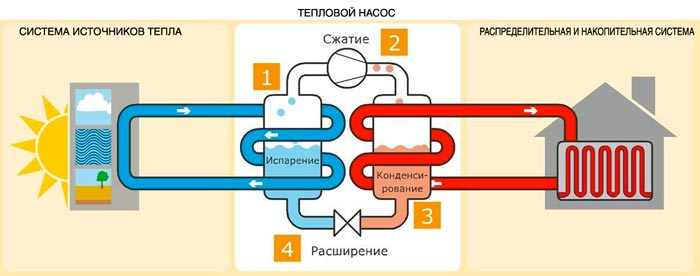 ТЕПЛОВОЙ НАСОС
СИСТЕМА ИСТОЧНИКОВ ТЕПЛА
РАСПРЕДЕЛИТЕЛЬНАЯ И НАКОПИТЕЛЬНАЯ СИСТЕМА
Сжатие
2
1
Испарение
Конденси-
рование
3
4
Расширение